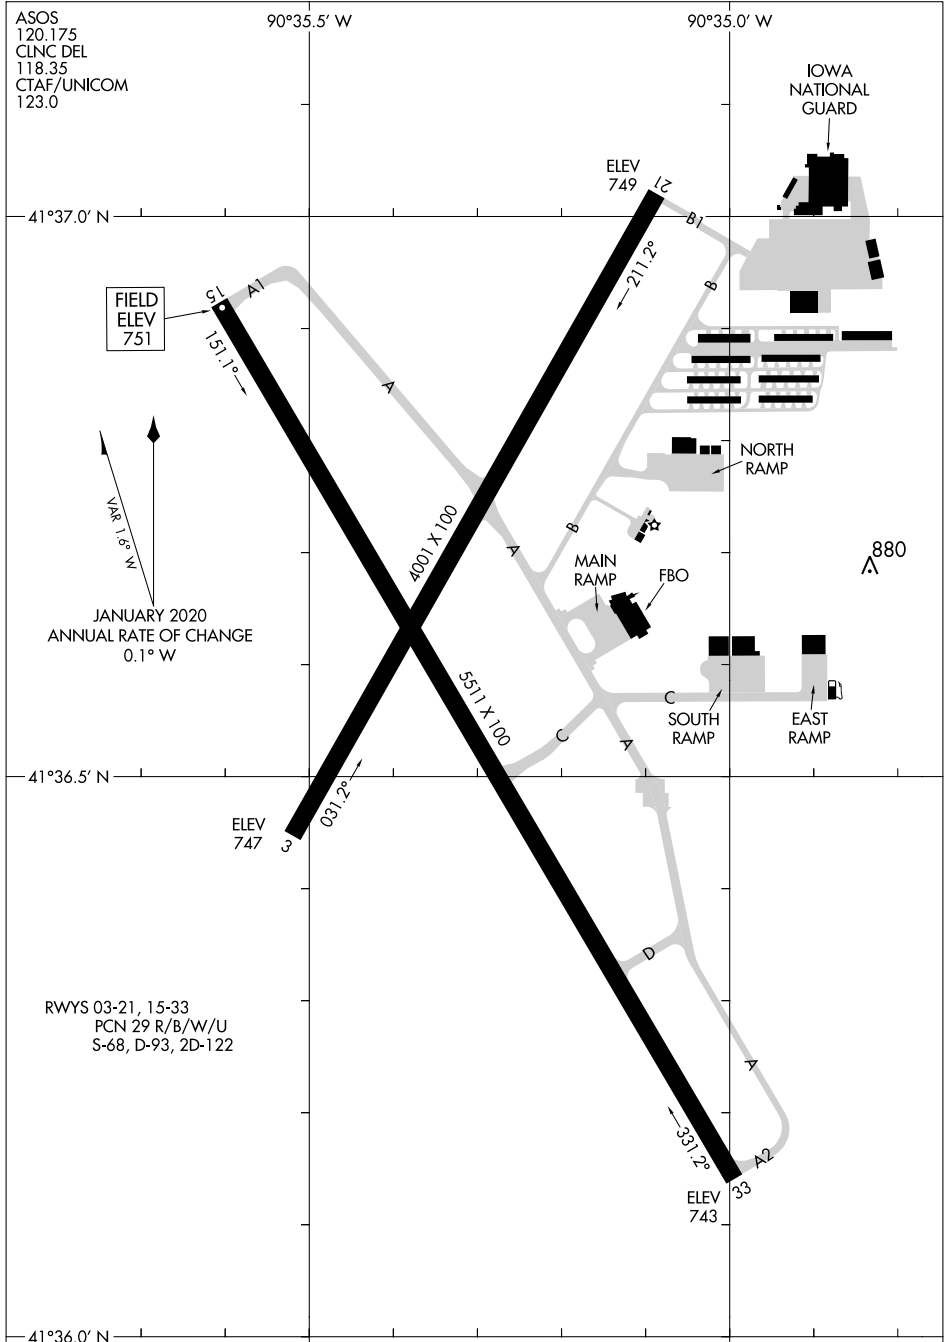 ASOS
120.175
CLNC DEL
118.35
CTAF/UNICOM
123.0
90°35.5' W
90°35.0' W
IOWA
NATIONAL
GUARD
ELEV
749
21
41°37.0' N
B1
211.2°
B
FIELD
ELEV
751
15
A1
151.1°
A
NORTH
RAMP
VAR 1.6° W
4001 X 100
A
B
880
MAIN
RAMP
FBO
JANUARY 2020
ANNUAL RATE OF CHANGE
0.1° W
5511 X 100
C
SOUTH
RAMP
EAST
RAMP
C
A
41°36.5' N
031.2°
ELEV
747
3
D
RWYS 03-21, 15-33
PCN 29 R/B/W/U
S-68, D-93, 2D-122
A
331.2°
A2
ELEV
743
33
41°36.0' N